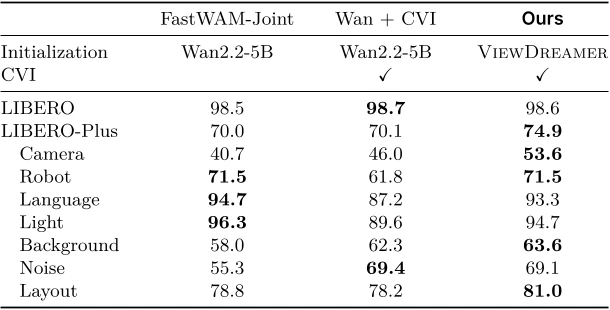 FastWAM-Joint Wan + CVI Ours
Initialization Wan2.2-5B Wan2.2-5B VIEWDREAMER
CVI ✓ ✓
LIBERO 98.5 98.7 98.6
LIBERO-Plus 70.0 70.1 74.9
Camera 40.7 46.0 53.6
Robot 71.5 61.8 71.5
Language 94.7 87.2 93.3
Light 96.3 89.6 94.7
Background 58.0 62.3 63.6
Noise 55.3 69.4 69.1
Layout 78.8 78.2 81.0